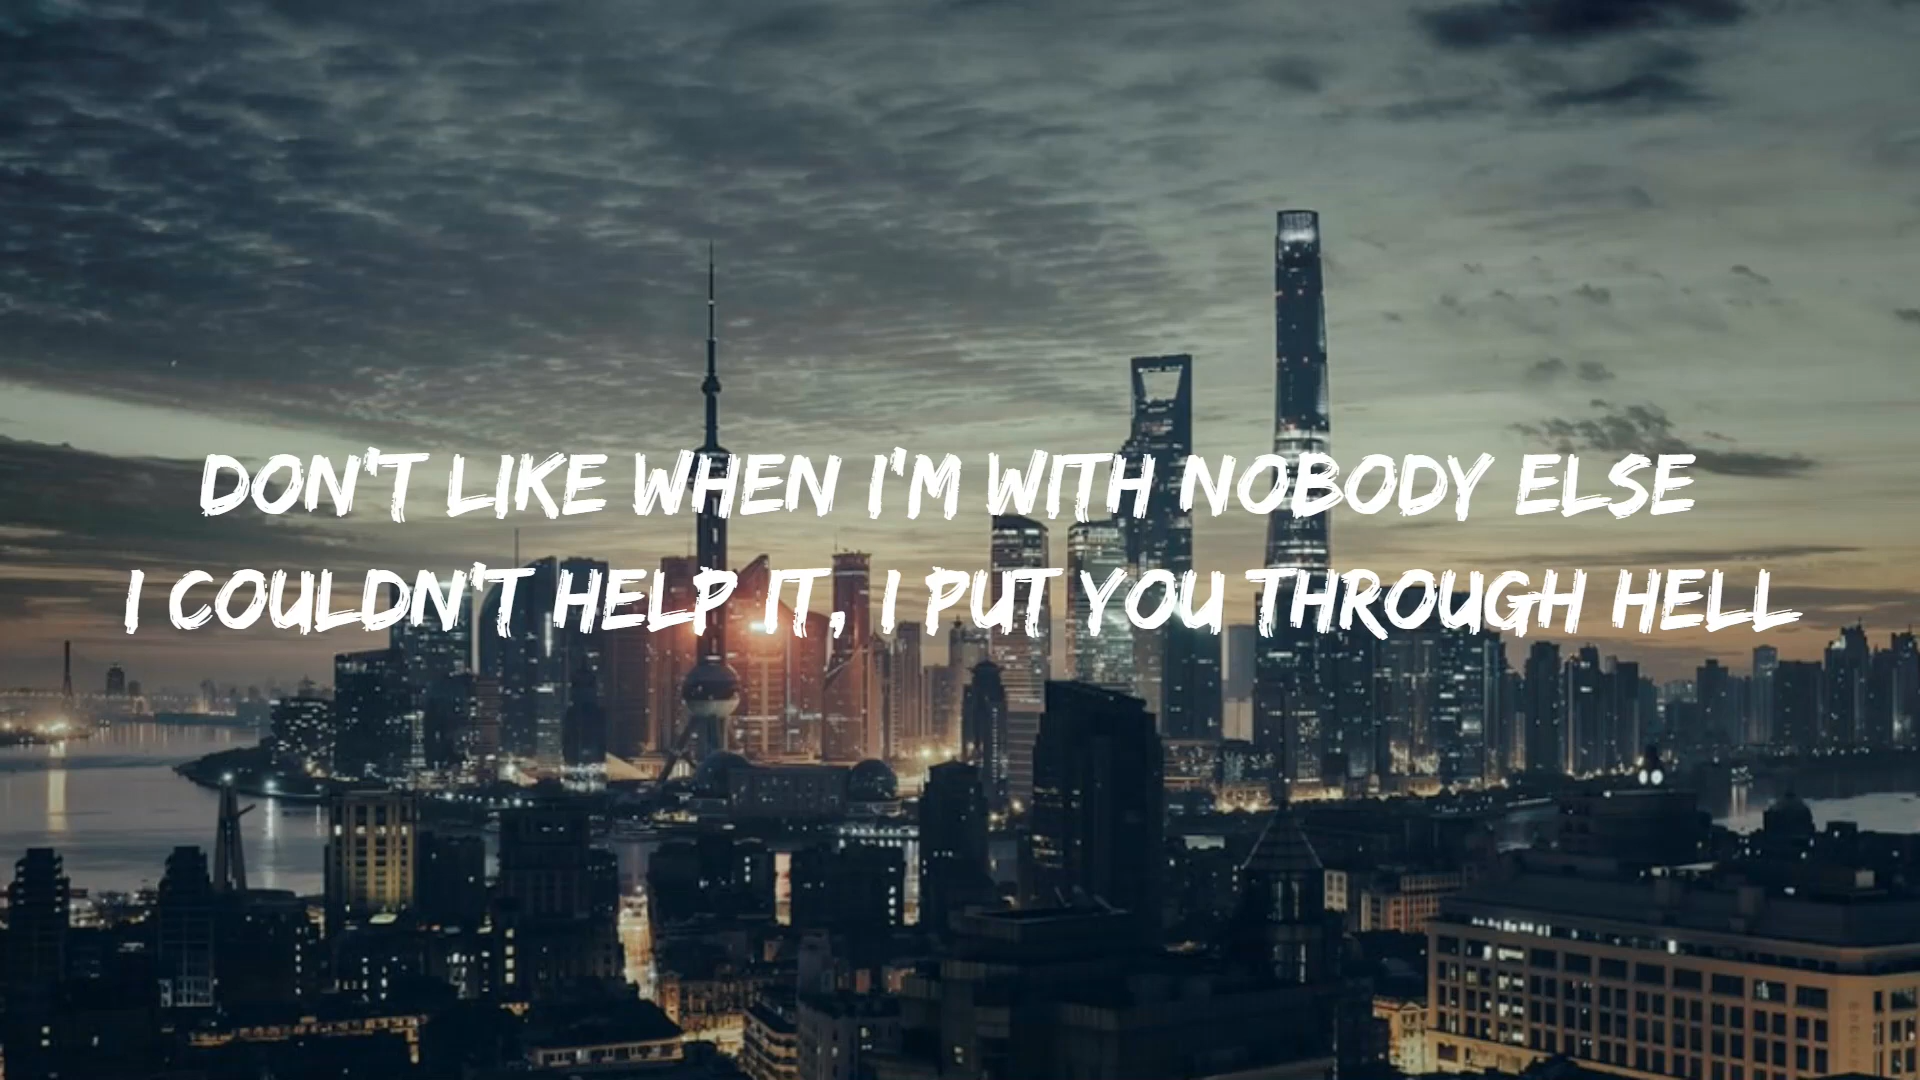 DON'T LIKE WHEN I'M WITH NOBODY ELSE
I COULDN'T HELP IT, I PUT YOU THROUGH HELL